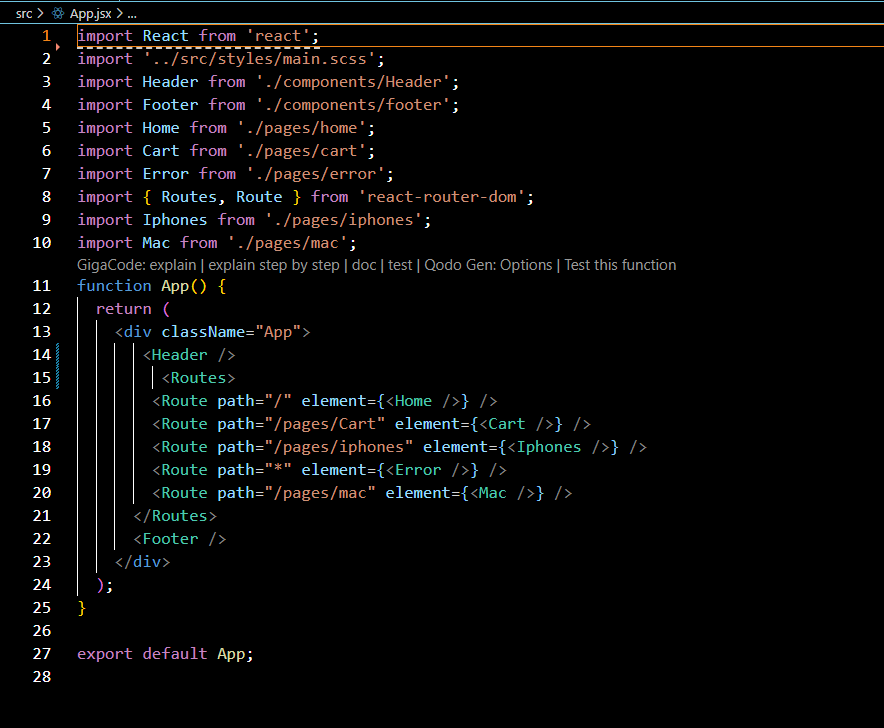 src > App.jsx > ...
1 import React from 'react';
2 import '../src/styles/main.scss';
3 import Header from './components/Header';
4 import Footer from './components/footer';
5 import Home from './pages/home';
6 import Cart from './pages/cart';
7 import Error from './pages/error';
8 import { Routes, Route } from 'react-router-dom';
9 import Iphones from './pages/iphones';
10 import Mac from './pages/mac';
GigaCode: explain | explain step by step | doc | test | Qodo Gen: Options | Test this function
11 function App() {
12   return (
13     <div className="App">
14        <Header />
15          <Routes>
16         <Route path="/" element={<Home />} />
17         <Route path="/pages/Cart" element={<Cart />} />
18         <Route path="/pages/iphones" element={<Iphones />} />
19         <Route path="*" element={<Error />} />
20         <Route path="/pages/mac" element={<Mac />} />
21       </Routes>
22       <Footer />
23     </div>
24   );
25 }
26
27 export default App;
28